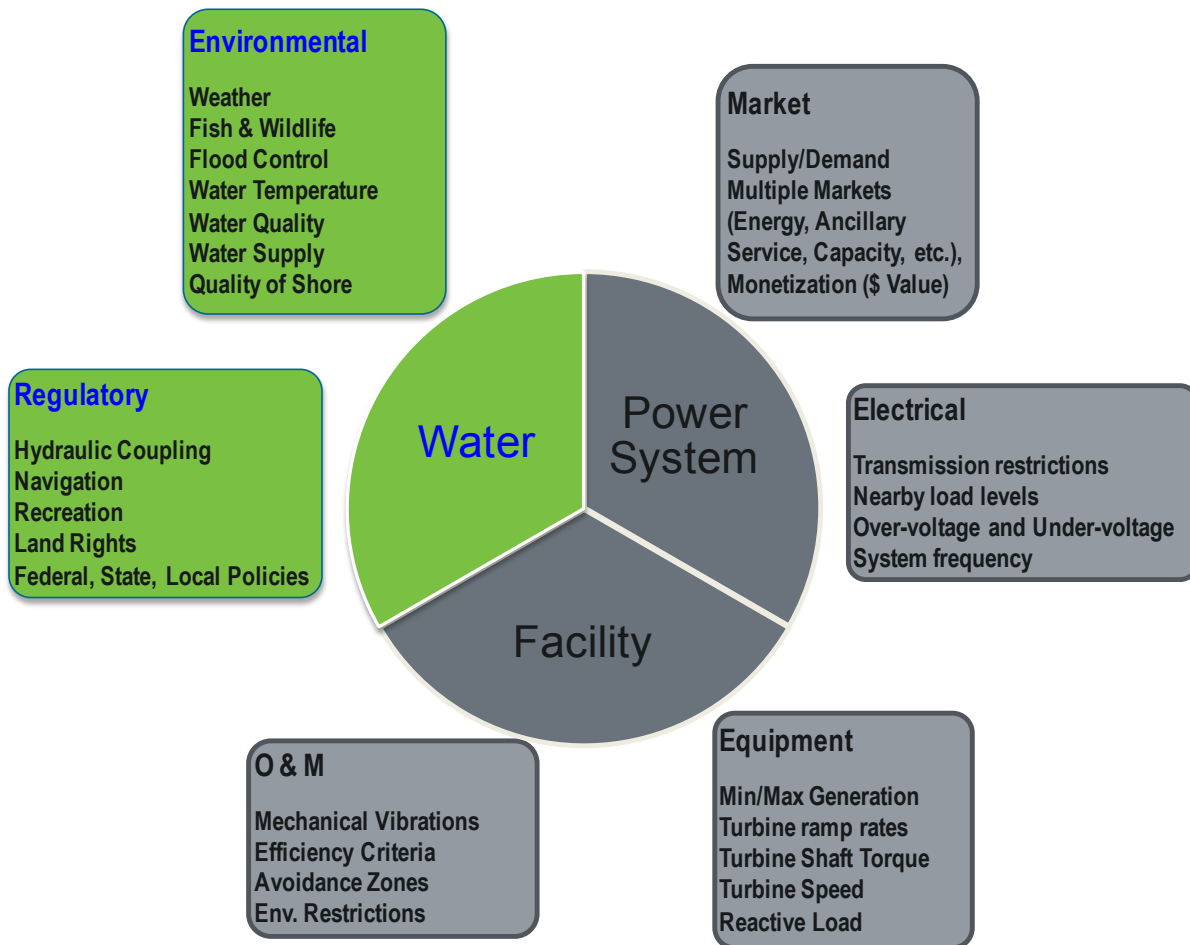 Environmental
Weather
Fish & Wildlife
Flood Control
Water Temperature
Water Quality
Water Supply
Quality of Shore
Market
Supply/Demand
Multiple Markets
(Energy, Ancillary
Service, Capacity, etc.),
Monetization ($ Value)
Regulatory
Hydraulic Coupling
Navigation
Recreation
Land Rights
Federal, State, Local Policies
Water
Power
System
Facility
Electrical
Transmission restrictions
Nearby load levels
Over-voltage and Under-voltage
System frequency
O & M
Mechanical Vibrations
Efficiency Criteria
Avoidance Zones
Env. Restrictions
Equipment
Min/Max Generation
Turbine ramp rates
Turbine Shaft Torque
Turbine Speed
Reactive Load